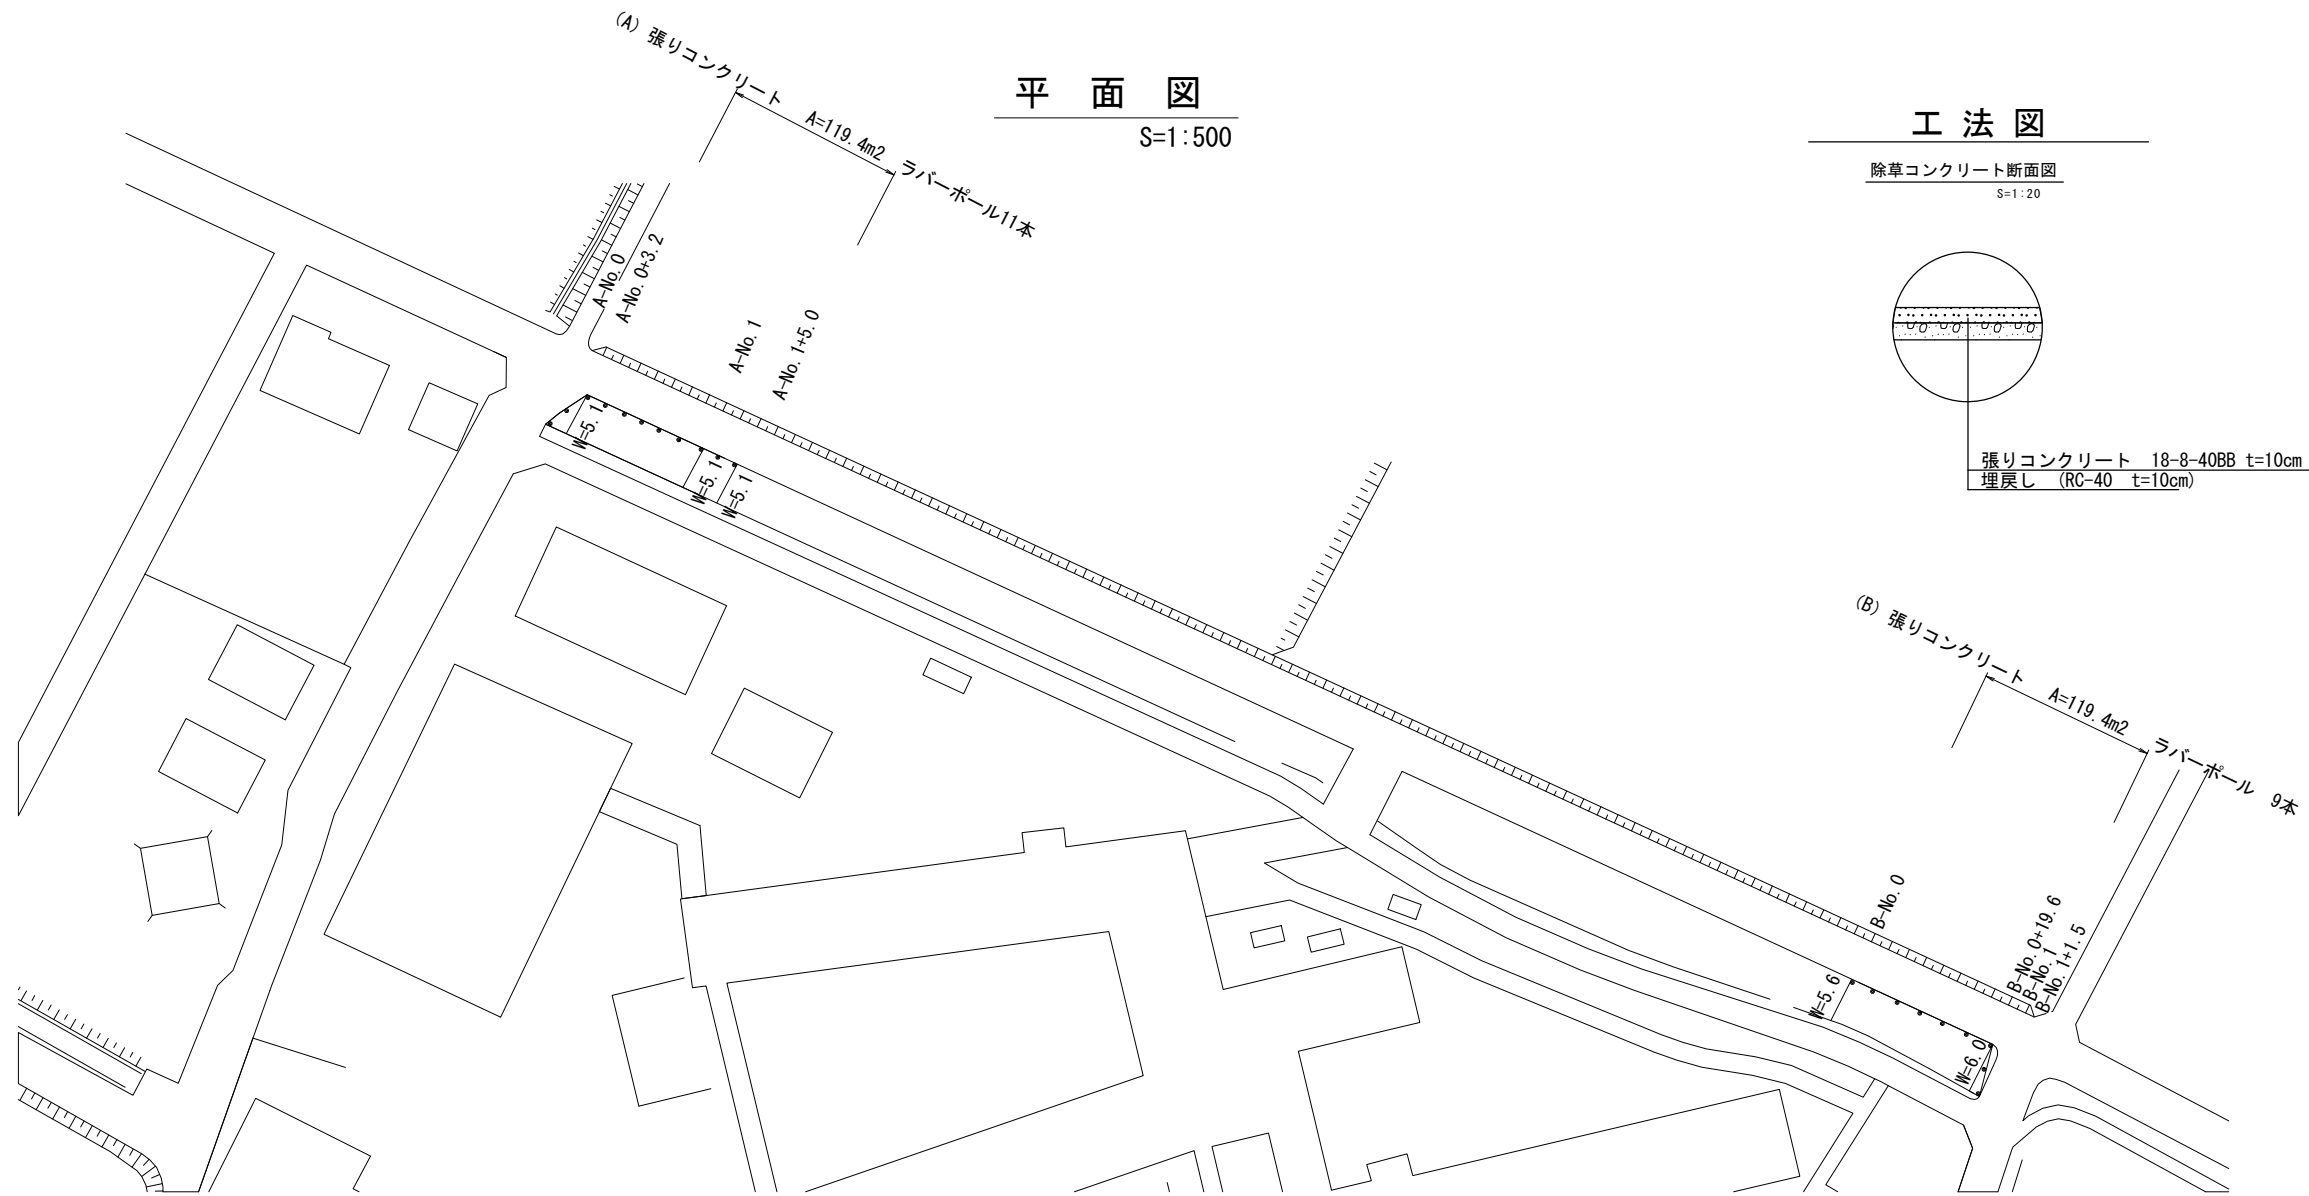 平面図
S=1:500
(A) 張りコンクリート A=119.4m2 ラバーポール11本
A-No.0
A-No.0+3.2
A-No.1
A-No.1+5.0
W=5.1
W=5.1
W=5.1
工法図
除草コンクリート断面図
S=1:20
張りコンクリート 18-8-40BB t=10cm
埋戻し (RC-40 t=10cm)
(B) 張りコンクリート A=119.4m2 ラバーポール 9本
B-No.0
B-No.0+19.6
B-No.1
B-No.1+1.5
W=5.6
W=6.0